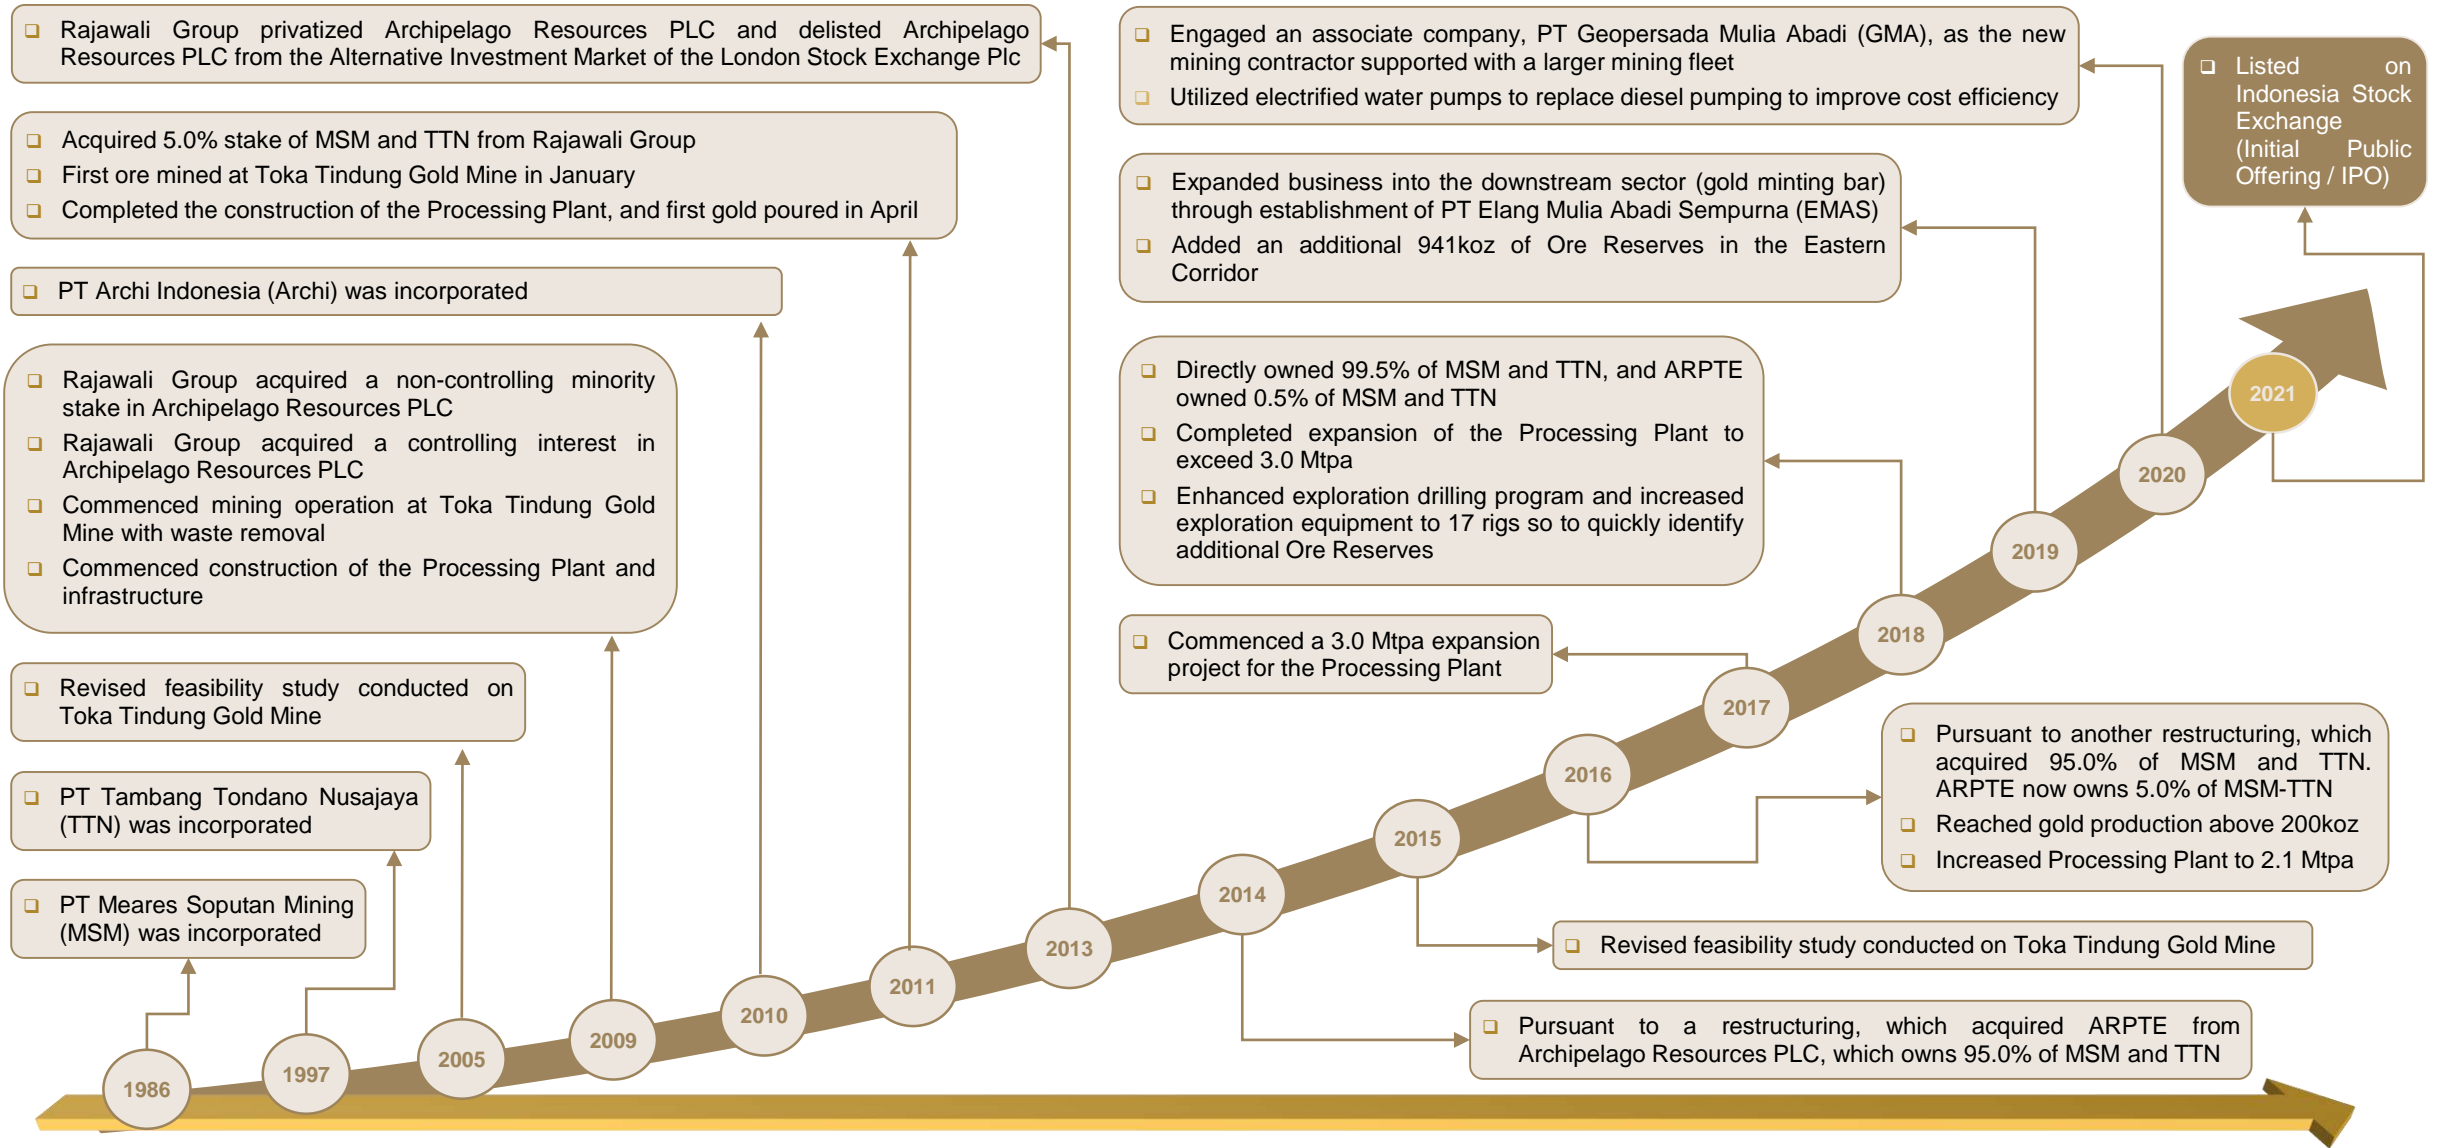 Rajawali Group privatized Archipelago Resources PLC and delisted Archipelago
Resources PLC from the Alternative Investment Market of the London Stock Exchange Plc
Acquired 5.0% stake of MSM and TTN from Rajawali Group
First ore mined at Toka Tindung Gold Mine in January
Completed the construction of the Processing Plant, and first gold poured in April
PT Archi Indonesia (Archi) was incorporated
Rajawali Group acquired a non-controlling minority
stake in Archipelago Resources PLC
Rajawali Group acquired a controlling interest in
Archipelago Resources PLC
Commenced mining operation at Toka Tindung Gold
Mine with waste removal
Commenced construction of the Processing Plant and
infrastructure
Revised feasibility study conducted on
Toka Tindung Gold Mine
PT Tambang Tondano Nusajaya
(TTN) was incorporated
PT Meares Soputan Mining
(MSM) was incorporated
Engaged an associate company, PT Geopersada Mulia Abadi (GMA), as the new
mining contractor supported with a larger mining fleet
Utilized electrified water pumps to replace diesel pumping to improve cost efficiency
Expanded business into the downstream sector (gold minting bar)
through establishment of PT Elang Mulia Abadi Sempurna (EMAS)
Added an additional 941koz of Ore Reserves in the Eastern
Corridor
Directly owned 99.5% of MSM and TTN, and ARPTE
owned 0.5% of MSM and TTN
Completed expansion of the Processing Plant to
exceed 3.0 Mtpa
Enhanced exploration drilling program and increased
exploration equipment to 17 rigs so to quickly identify
additional Ore Reserves
Commenced a 3.0 Mtpa expansion
project for the Processing Plant
Listed on
Indonesia Stock
Exchange
(Initial Public
Offering / IPO)
Pursuant to another restructuring, which
acquired 95.0% of MSM and TTN.
ARPTE now owns 5.0% of MSM-TTN
Reached gold production above 200koz
Increased Processing Plant to 2.1 Mtpa
Revised feasibility study conducted on Toka Tindung Gold Mine
Pursuant to a restructuring, which acquired ARPTE from
Archipelago Resources PLC, which owns 95.0% of MSM and TTN
1986
1997
2005
2009
2010
2011
2013
2014
2015
2016
2017
2018
2019
2020
2021